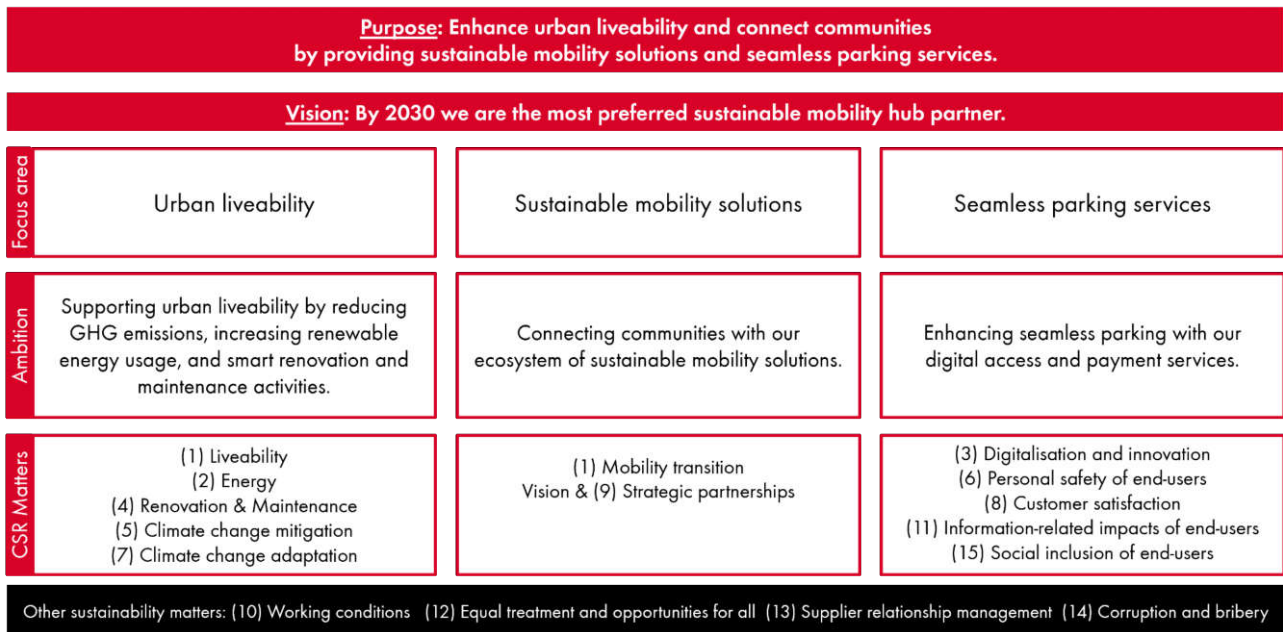 Purpose: Enhance urban liveability and connect communities
by providing sustainable mobility solutions and seamless parking services.
Vision: By 2030 we are the most preferred sustainable mobility hub partner.
Focus area
Urban liveability
Sustainable mobility solutions
Seamless parking services
Ambition
Supporting urban liveability by reducing
GHG emissions, increasing renewable
energy usage, and smart renovation and
maintenance activities.
Connecting communities with our
ecosystem of sustainable mobility solutions.
Enhancing seamless parking with our
digital access and payment services.
CSR Matters
(1) Liveability
(2) Energy
(4) Renovation & Maintenance
(5) Climate change mitigation
(7) Climate change adaptation
(1) Mobility transition
Vision & (9) Strategic partnerships
(3) Digitalisation and innovation
(6) Personal safety of end-users
(8) Customer satisfaction
(11) Information-related impacts of end-users
(15) Social inclusion of end-users
Other sustainability matters: (10) Working conditions (12) Equal treatment and opportunities for all (13) Supplier relationship management (14) Corruption and bribery